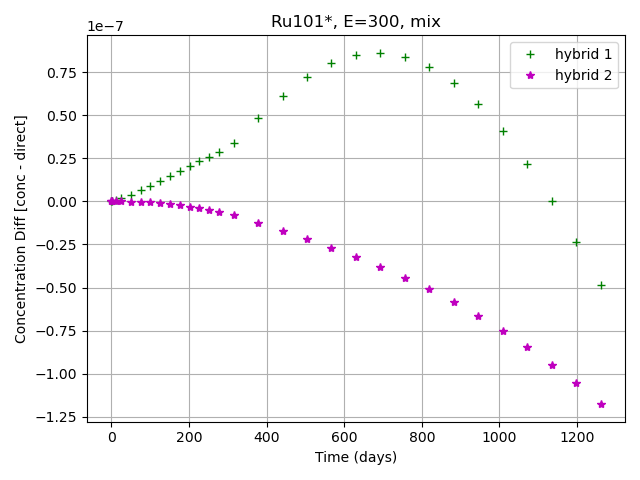 Ru101*, E=300, mix
1e−7
hybrid 1
hybrid 2
Concentration Diff [conc - direct]
0.75
0.50
0.25
0.00
−0.25
−0.50
−0.75
−1.00
−1.25
0 200 400 600 800 1000 1200
Time (days)